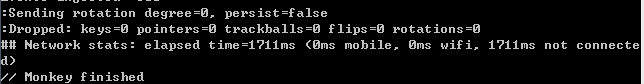 :Sending rotation degree=0, persist=false
:Dropped: keys=0 pointers=0 trackballs=0 flips=0 rotations=0
## Network stats: elapsed time=1711ms (0ms mobile, 0ms wifi, 1711ms not connecte
d)
// Monkey finished